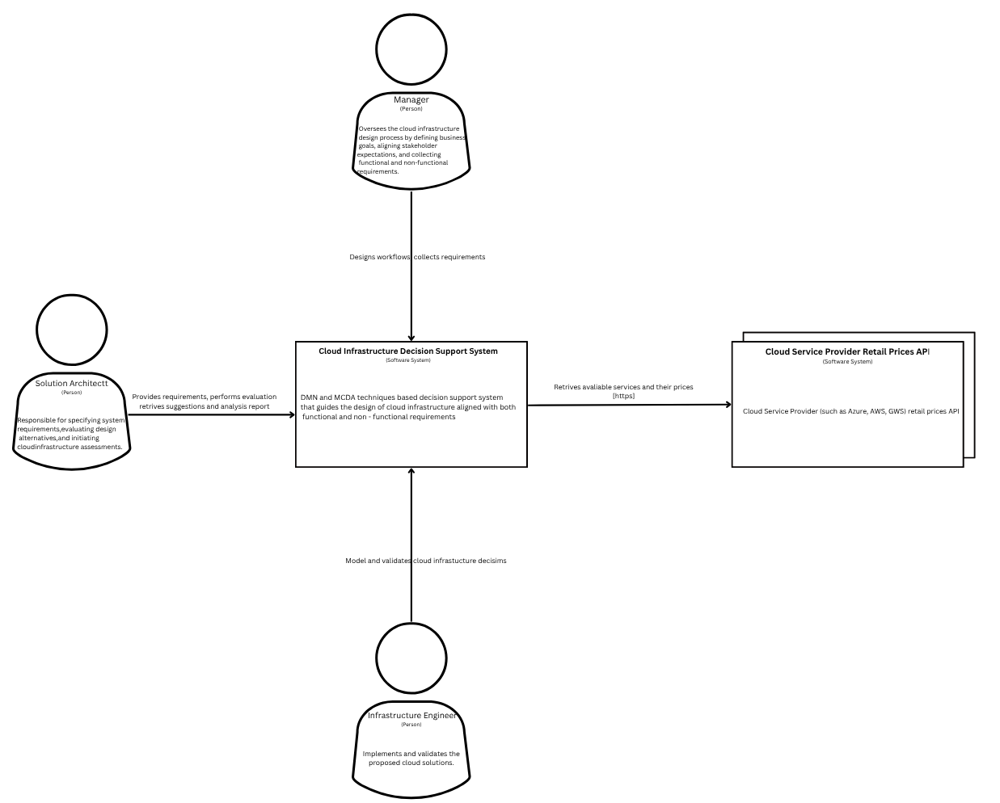 Manager
(Person)
Oversees the cloud infrastructure
design process by defining business
goals, aligning stakeholder
expectations, and collecting
functional and non-functional
requirements.
Designs workflows, collects requirements
Solution Architectt
(Person)
Responsible for specifying system
requirements,evaluating design
alternatives,and initiating
cloudinfrastructure assessments.
Provides requirements, performs evaluation
retrives suggestions and analysis report
Cloud Infrastructure Decision Support System
(Software System)
DMN and MCDA techniques based decision support system
that guides the design of cloud infrastructure aligned with both
functional and non - functional requirements
Retrives avaliable services and their prices
[https]
Cloud Service Provider Retail Prices API
(Software System)
Cloud Service Provider (such as Azure, AWS, GWS) retail prices API
Model and validates cloud infrastucture decisims
Infrastructure Engineer
(Person)
Implements and validates the
proposed cloud solutions.